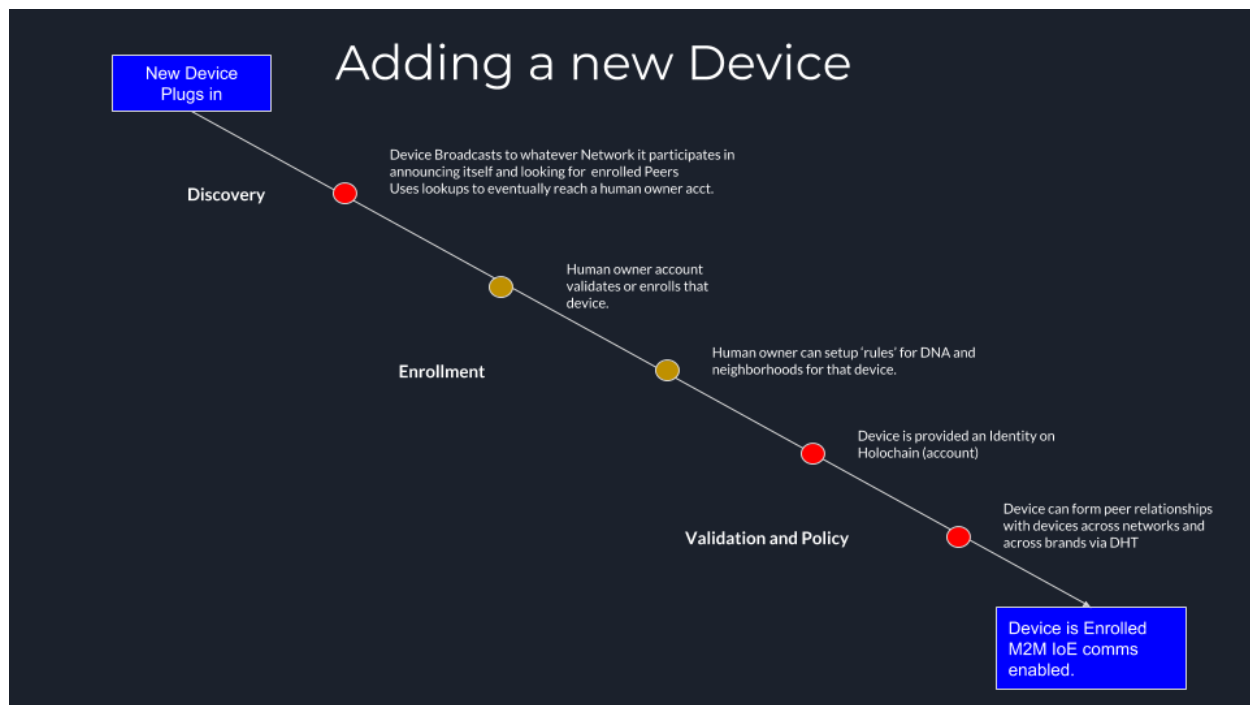 Adding a new Device
New Device
Plugs in
Device Broadcasts to whatever Network it participates in
announcing itself and looking for enrolled Peers
Uses lookups to eventually reach a human owner acct.
Discovery
Human owner account
validates or enrolls that
device.
Human owner can setup ‘rules’ for DNA and
neighborhoods for that device.
Enrollment
Device is provided an Identity on
Holochain (account)
Device can form peer relationships
with devices across networks and
across brands via DHT
Validation and Policy
Device is Enrolled
M2M IoE comms
enabled.